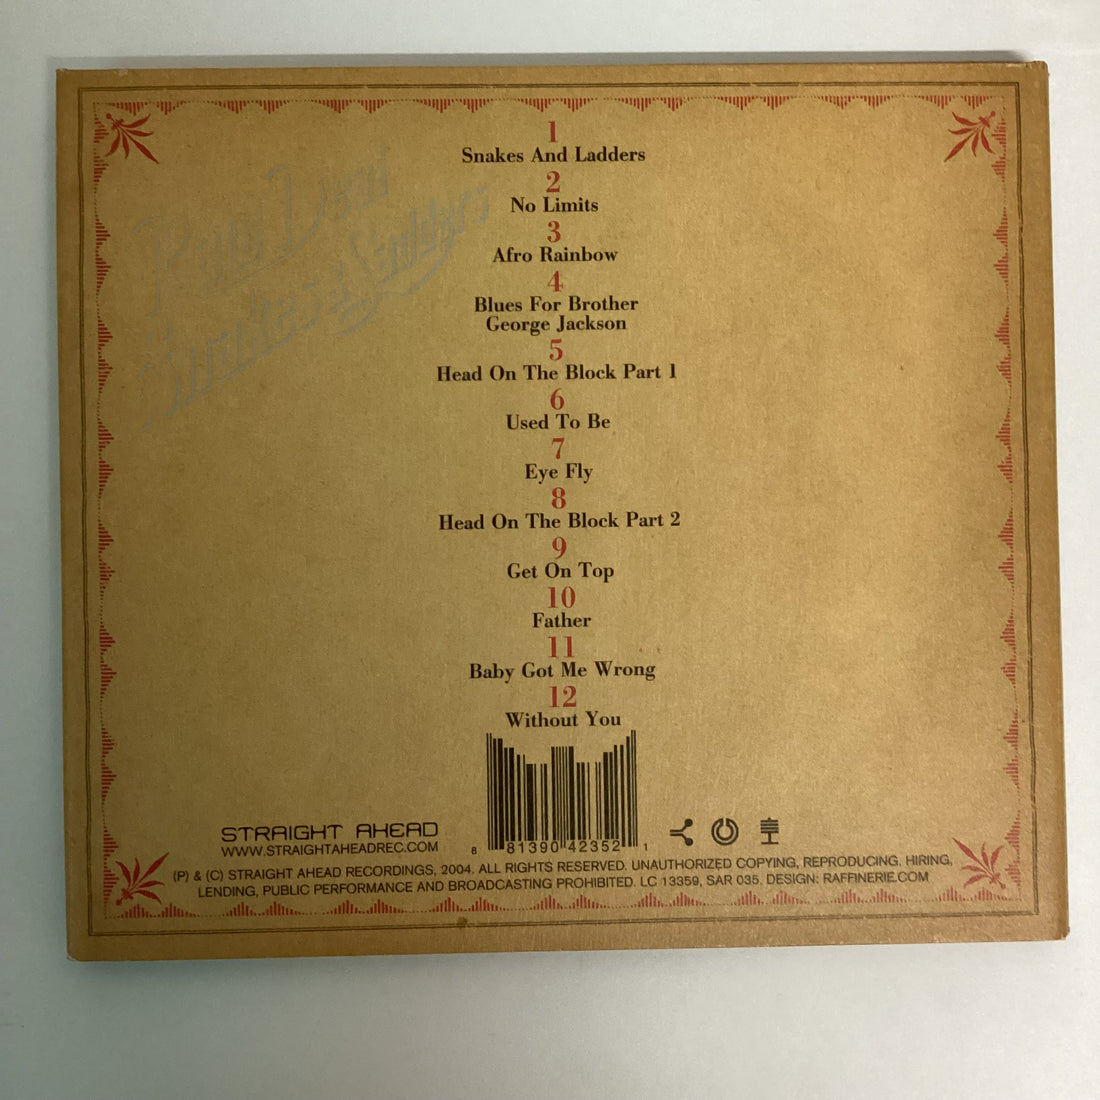 1
Snakes And Ladders
2
No Limits
3
Afro Rainbow
4
Blues For Brother
George Jackson
5
Head On The Block Part 1
6
Used To Be
7
Eye Fly
8
Head On The Block Part 2
9
Get On Top
10
Father
11
Baby Got Me Wrong
12
Without You
STRAIGHT AHEAD
WWW.STRAIGHTAHEADREC.COM
8 81390 42352 1
(P) & (C) STRAIGHT AHEAD RECORDINGS, 2004. ALL RIGHTS RESERVED. UNAUTHORIZED COPYING, REPRODUCING. HIRING,
LENDING, PUBLIC PERFORMANCE AND BROADCASTING PROHIBITED. LC 13359, SAR 035. DESIGN: RAFFINERIE.COM